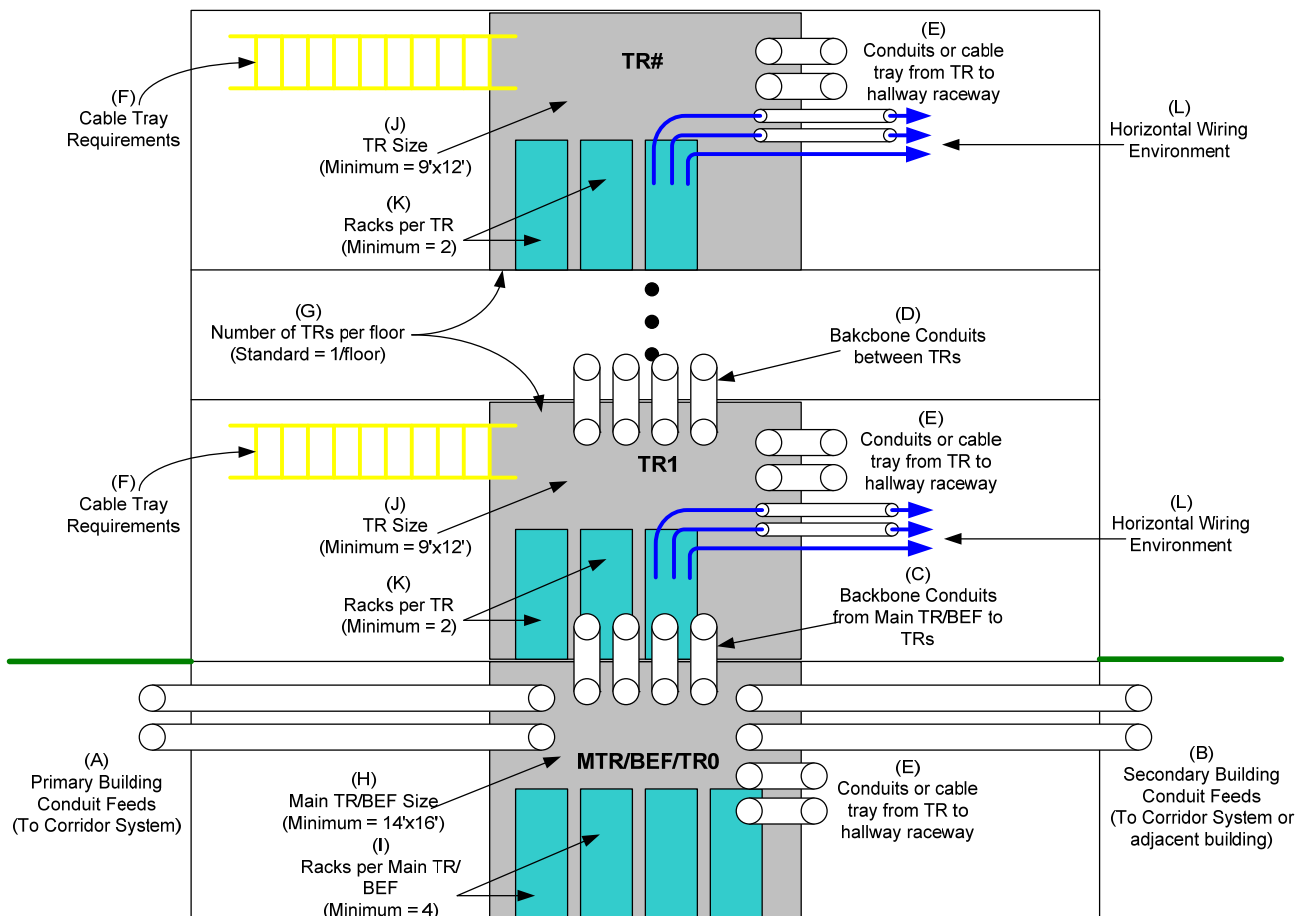 TR#
(E)
Conduits or cable
tray from TR to
hallway raceway
(F)
Cable Tray
Requirements
(J)
TR Size
(Minimum = 9'x12')
(L)
Horizontal Wiring
Environment
(K)
Racks per TR
(Minimum = 2)
(G)
Number of TRs per floor
(Standard = 1/floor)
(D)
Bakcbone Conduits
between TRs
TR1
(E)
Conduits or cable
tray from TR to
hallway raceway
(F)
Cable Tray
Requirements
(J)
TR Size
(Minimum = 9'x12')
(L)
Horizontal Wiring
Environment
(K)
Racks per TR
(Minimum = 2)
(C)
Backbone Conduits
from Main TR/BEF to
TRs
(A)
Primary Building
Conduit Feeds
(To Corridor System)
MTR/BEF/TR0
(H)
Main TR/BEF Size
(Minimum = 14'x16')
(I)
Racks per Main TR/
BEF
(Minimum = 4)
(E)
Conduits or cable
tray from TR to
hallway raceway
(B)
Secondary Building
Conduit Feeds
(To Corridor System or
adjacent building)